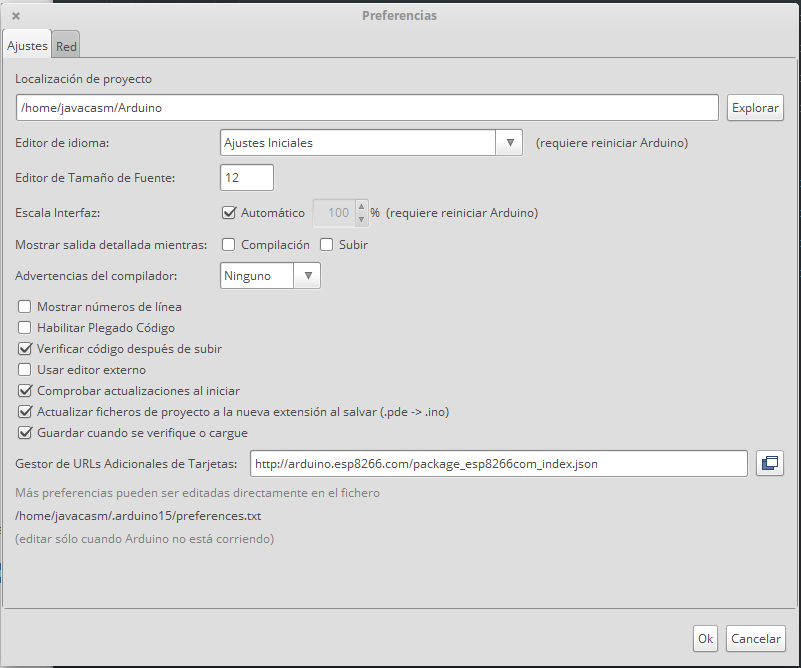 Preferencias
Ajustes Red
Localización de proyecto
/home/javacasm/Arduino Explorar
Editor de idioma: Ajustes Iniciales (requiere reiniciar Arduino)
Editor de Tamaño de Fuente: 12
Escala Interfaz: Automático 100 % (requiere reiniciar Arduino)
Mostrar salida detallada mientras: Compilación Subir
Advertencias del compilador: Ninguno
Mostrar números de línea
Habilitar Plegado Código
Verificar código después de subir
Usar editor externo
Comprobar actualizaciones al iniciar
Actualizar ficheros de proyecto a la nueva extensión al salvar (.pde -> .ino)
Guardar cuando se verifique o cargue
Gestor de URLs Adicionales de Tarjetas: http://arduino.esp8266.com/package_esp8266com_index.json
Más preferencias pueden ser editadas directamente en el fichero
/home/javacasm/.arduino15/preferences.txt
(editar sólo cuando Arduino no está corriendo)
Ok Cancelar